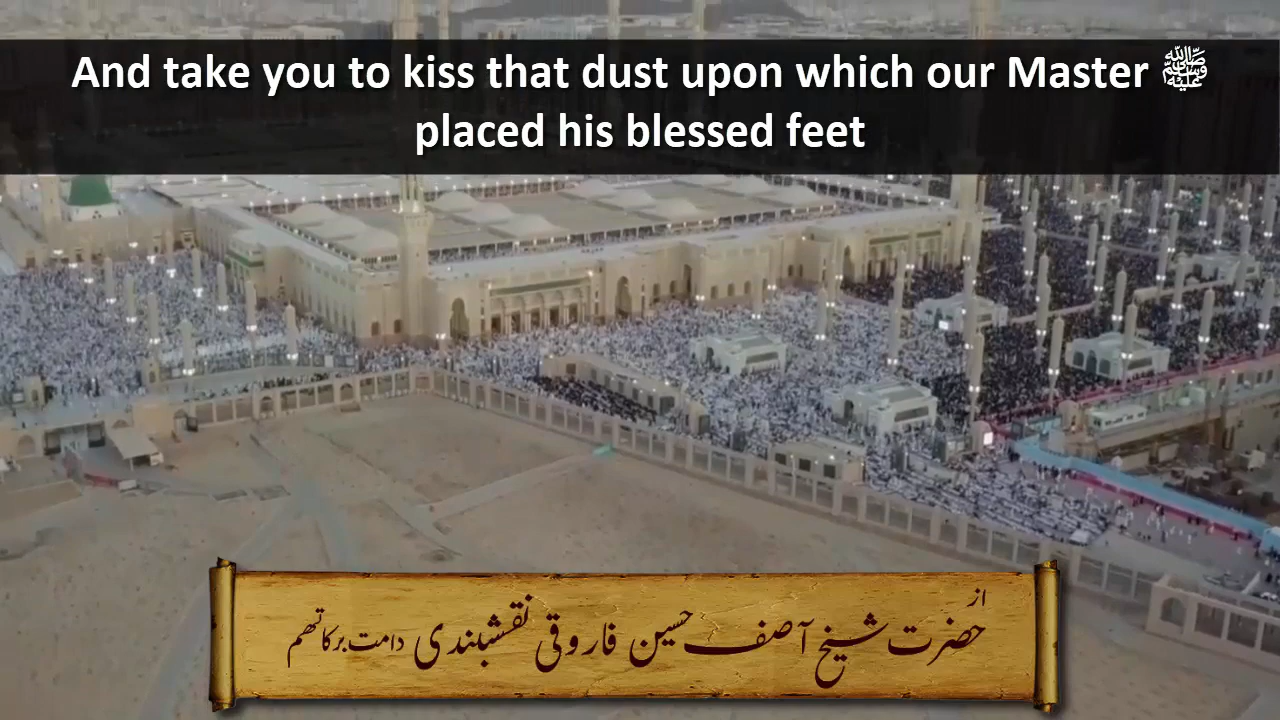 And take you to kiss that dust upon which our Master ﷺ
placed his blessed feet
از
حضرت شیخ آصف حسین فاروقی نقشبندی دامت برکاتھم